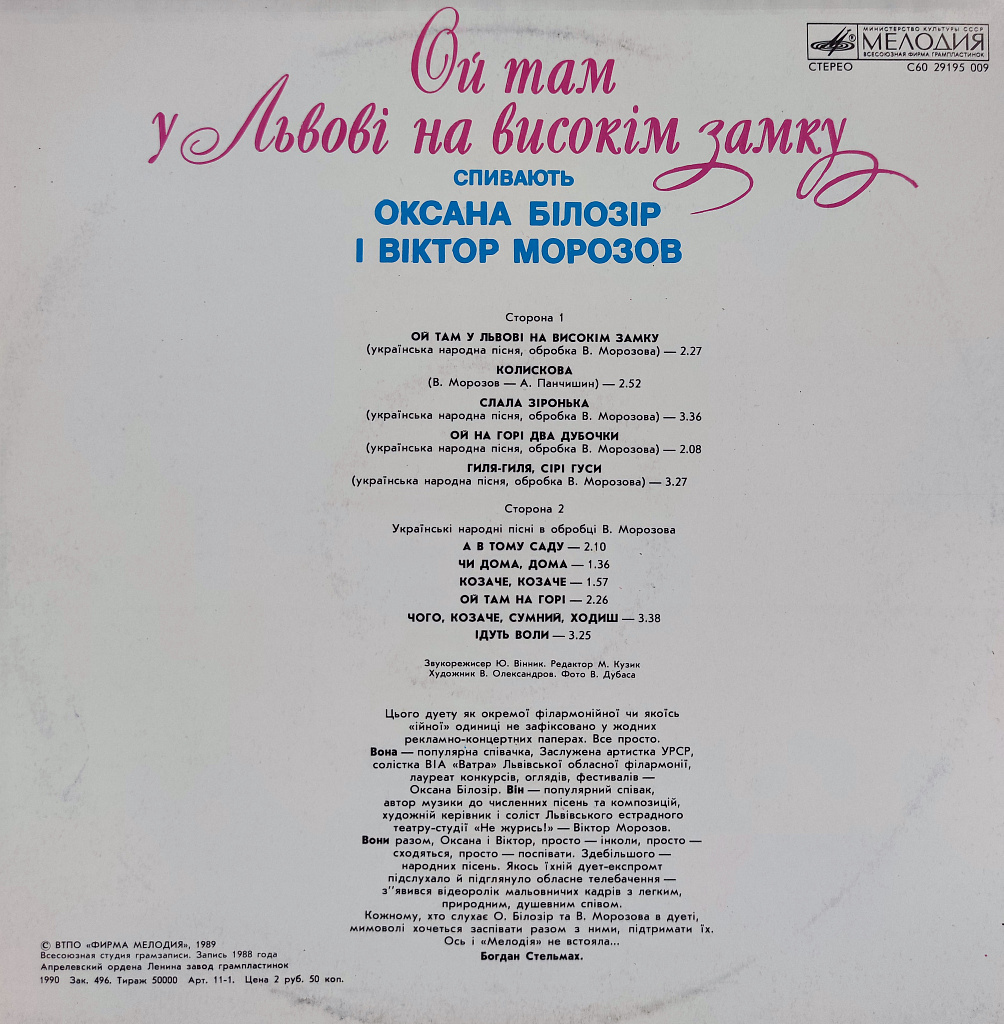 Ой там
у Львові на високім замку
СПИВАЮТЬ
ОКСАНА БІЛОЗІР
І ВІКТОР МОРОЗОВ
МИНИСТЕРСТВО КУЛЬТУРЫ СССР
МЕЛОДИЯ
ВСЕСОЮЗНАЯ ФИРМА ГРАМПЛАСТИНОК
СТЕРЕО С60 29195 009
Сторона 1
ОЙ ТАМ У ЛЬВОВІ НА ВИСОКІМ ЗАМКУ
(українська народна пісня, обробка В. Морозова) — 2.27
КОЛИСКОВА
(В. Морозов — А. Панчишин) — 2.52
СЛАЛА ЗІРОНЬКА
(українська народна пісня, обробка В. Морозова) — 3.36
ОЙ НА ГОРІ ДВА ДУБОЧКИ
(українська народна пісня, обробка В. Морозова) — 2.08
ГИЛЯ-ГИЛЯ, СІРІ ГУСИ
(українська народна пісня, обробка В. Морозова) — 3.27
Сторона 2
Українські народні пісні в обробці В. Морозова
А В ТОМУ САДУ — 2.10
ЧИ ДОМА, ДОМА — 1.36
КОЗАЧЕ, КОЗАЧЕ — 1.57
ОЙ ТАМ НА ГОРІ — 2.26
ЧОГО, КОЗАЧЕ, СУМНИЙ, ХОДИШ — 3.38
ІДУТЬ ВОЛИ — 3.25
Звукорежисер Ю. Вінник. Редактор М. Кузик
Художник В. Олександров. Фото В. Дубаса
Цього дуету як окремої філармонійної чи якоїсь
«ійної» одиниці не зафіксовано у жодних
рекламно-концертних паперах. Все просто.
Вона — популярна співачка, Заслужена артистка УРСР,
солістка ВІА «Ватра» Львівської обласної філармонії,
лауреат конкурсів, оглядів, фестивалів —
Оксана Білозір. Він — популярний співак,
автор музики до численних пісень та композицій,
художній керівник і соліст Львівського естрадного
театру-студії «Не журись!» — Віктор Морозов.
Вони разом, Оксана і Віктор, просто — інколи, просто —
сходяться, просто — поспівати. Здебільшого —
народних пісень. Якось їхній дует-експромт
підслухало й підглянуло обласне телебачення —
з''явився відеоролік мальовничих кадрів з легким,
природним, душевним співом.
Кожному, хто слухає О. Білозір та В. Морозова в дуеті,
мимоволі хочеться заспівати разом з ними, підтримати їх.
Ось і «Мелодія» не встояла...
Богдан Стельмах.
© ВТПО «ФИРМА МЕЛОДИЯ», 1989
Всесоюзная студия грамзаписи. Запись 1988 года
Апрелевский ордена Ленина завод грампластинок
1990 Зак. 496. Тираж 50000 Арт. 11-1. Цена 2 руб. 50 коп.